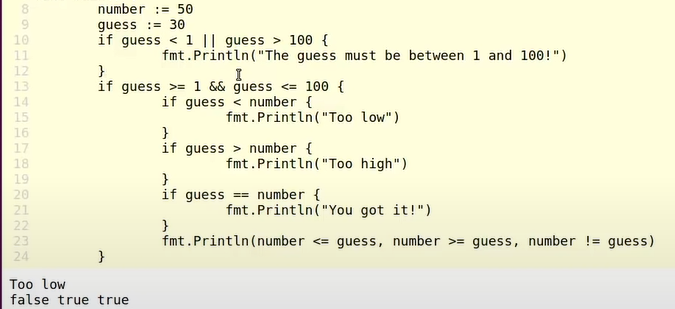 8 number := 50
9 guess := 30
10 if guess < 1 || guess > 100 {
11 fmt.Println("The guess must be between 1 and 100!")
12 }
13 if guess >= 1 && guess <= 100 {
14 if guess < number {
15 fmt.Println("Too low")
16 }
17 if guess > number {
18 fmt.Println("Too high")
19 }
20 if guess == number {
21 fmt.Println("You got it!")
22 }
23 fmt.Println(number <= guess, number >= guess, number != guess)
24 }
Too low
false true true